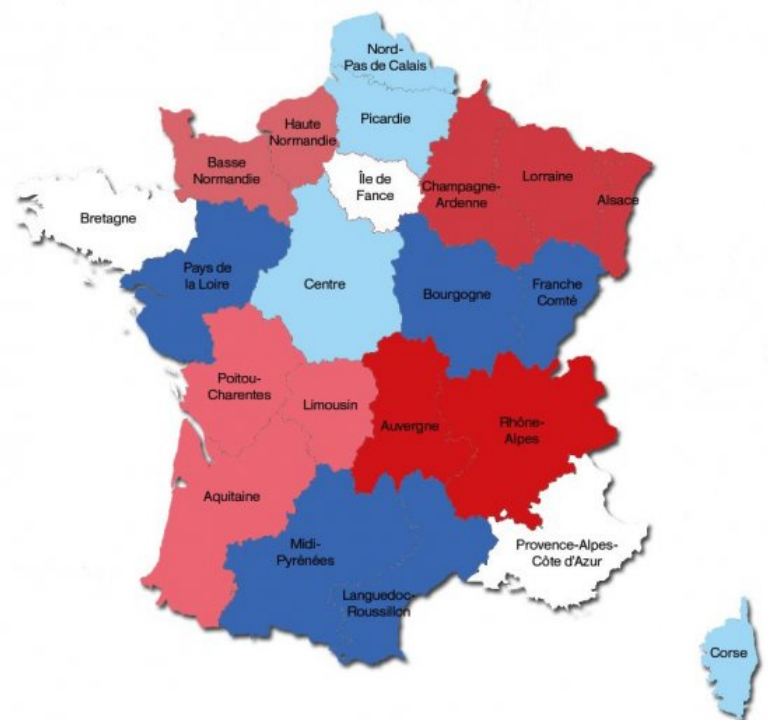 Nord-
Pas de Calais
Picardie
Haute
Normandie
Basse
Normandie
Île de
Fance
Champagne-
Ardenne
Lorraine
Alsace
Bretagne
Pays de
la Loire
Centre
Bourgogne
Franche
Comté
Poitou-
Charentes
Limousin
Auvergne
Rhône-
Alpes
Aquitaine
Midi-
Pyrénées
Provence-Alpes-
Côte d'Azur
Languedoc-
Roussillon
Corse